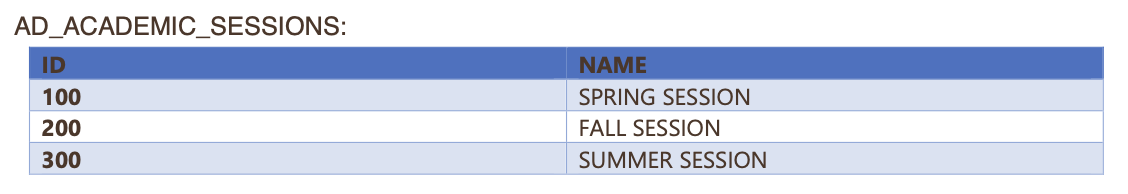 AD_ACADEMIC_SESSIONS:
ID NAME
100 SPRING SESSION
200 FALL SESSION
300 SUMMER SESSION